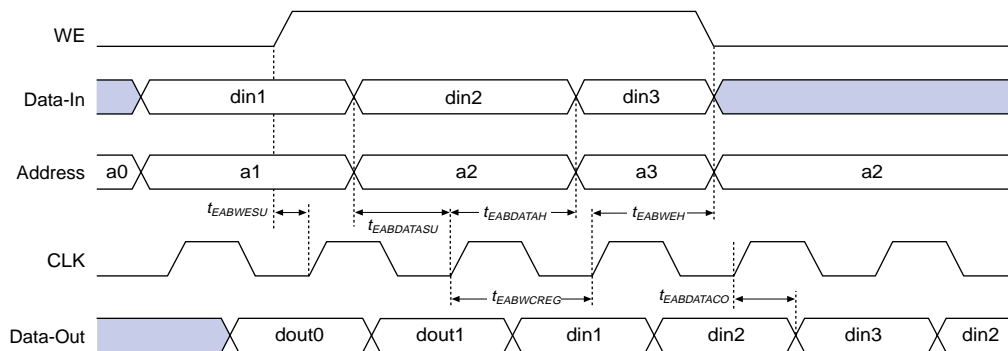 WE
Data-In din1 din2 din3
Address a0 a1 a2 a3 a2
tEABWESU tEABDATASU tEABDATAH tEABWEH
CLK
tEABWCREG tEABDATACO
Data-Out dout0 dout1 din1 din2 din3 din2